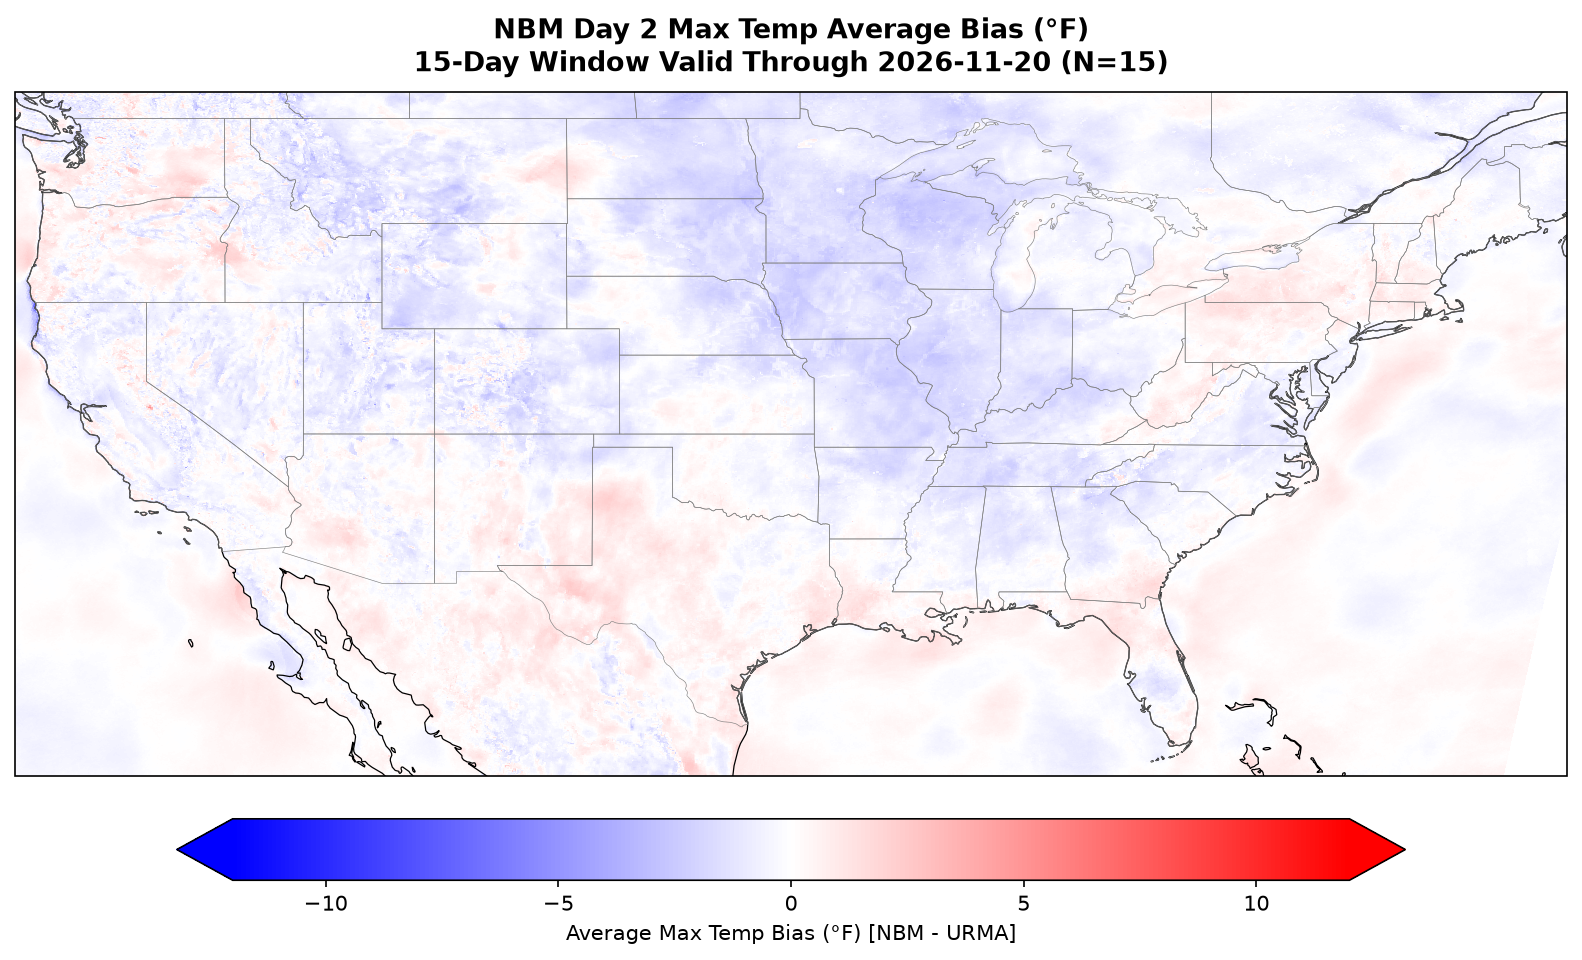 NBM Day 2 Max Temp Average Bias (°F)
15-Day Window Valid Through 2026-11-20 (N=15)
−10 −5 0 5 10
Average Max Temp Bias (°F) [NBM - URMA]